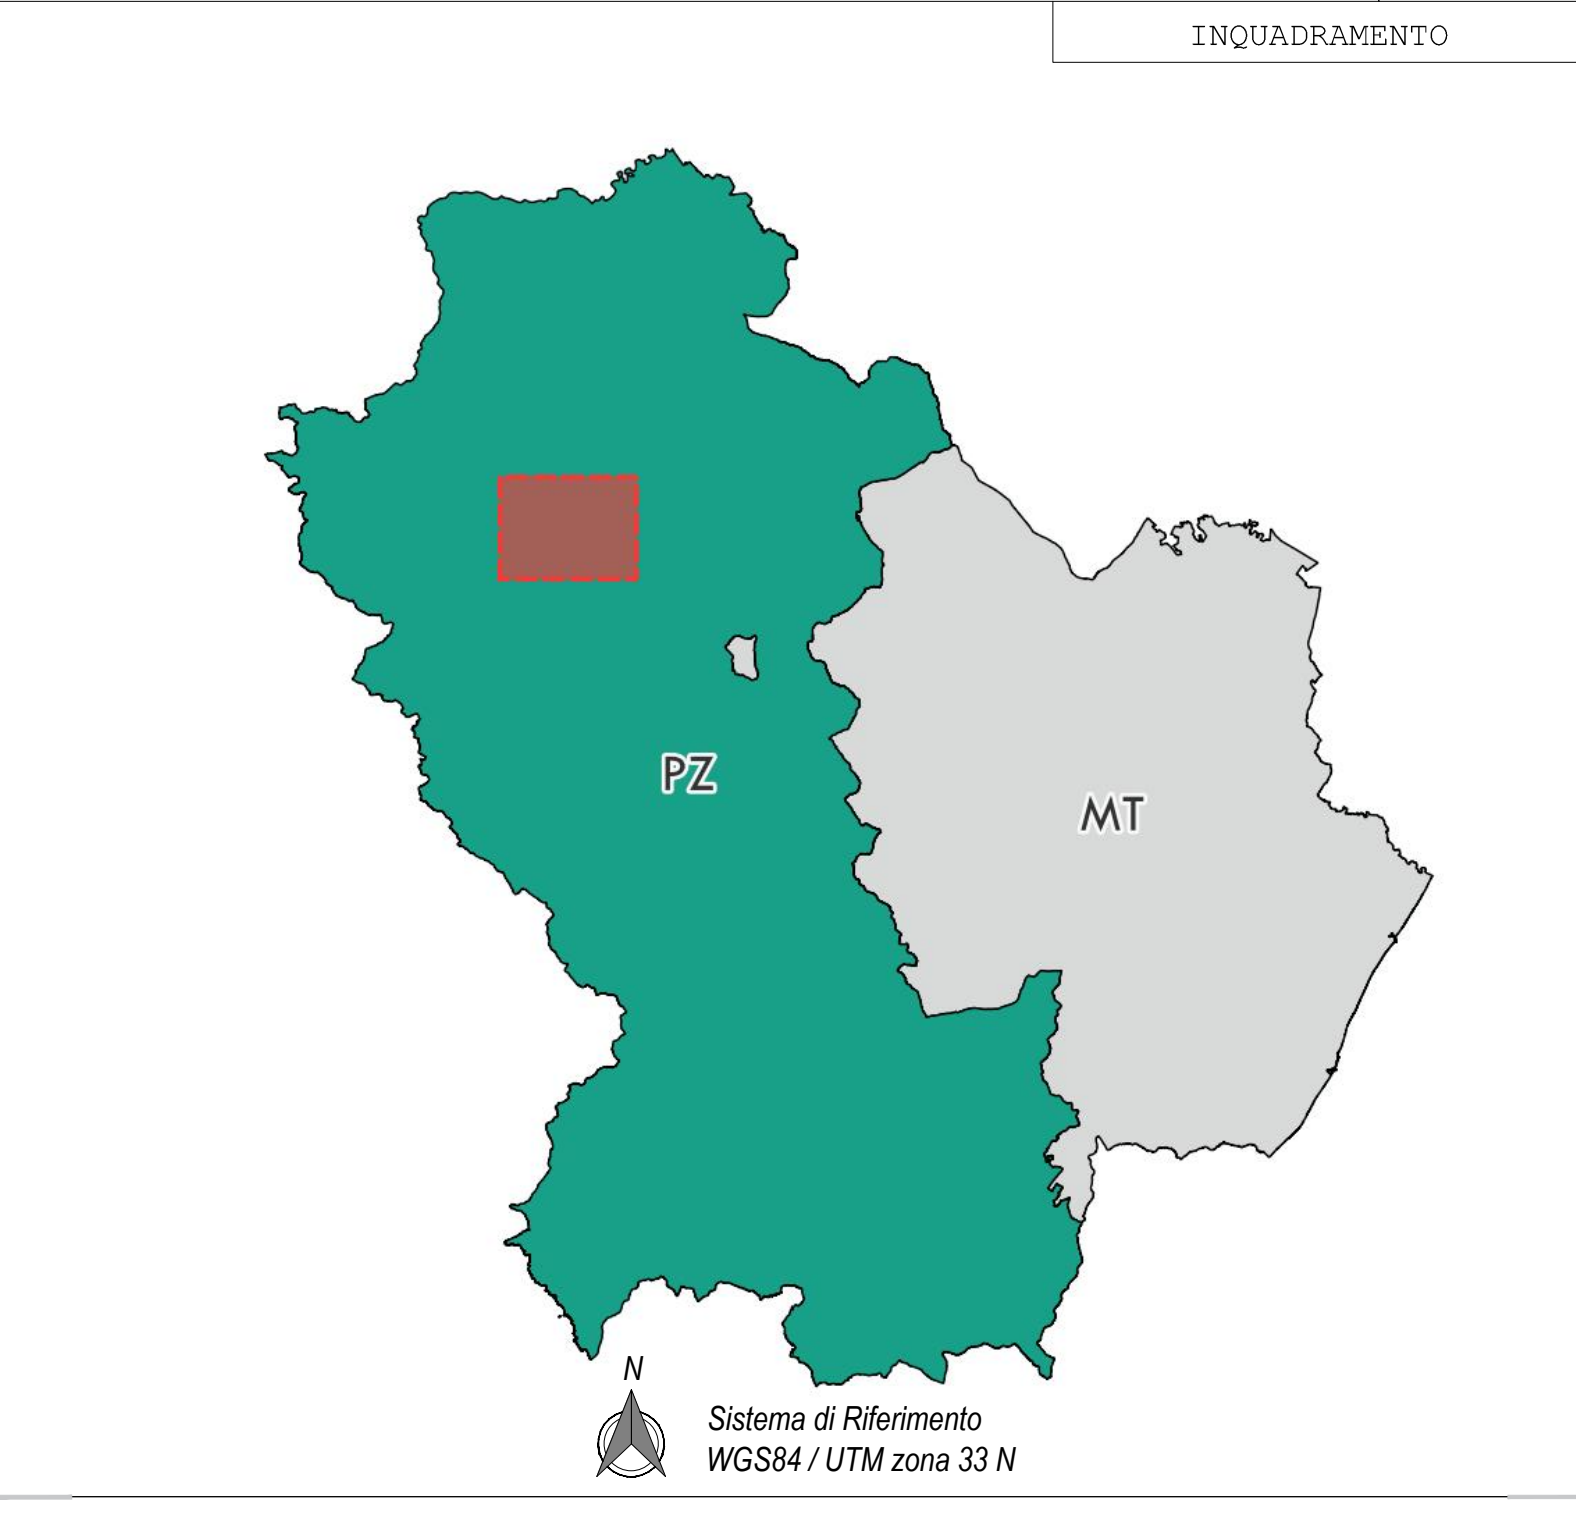 INQUADRAMENTO
PZ
MT
N
Sistema di Riferimento
WGS84 / UTM zona 33 N